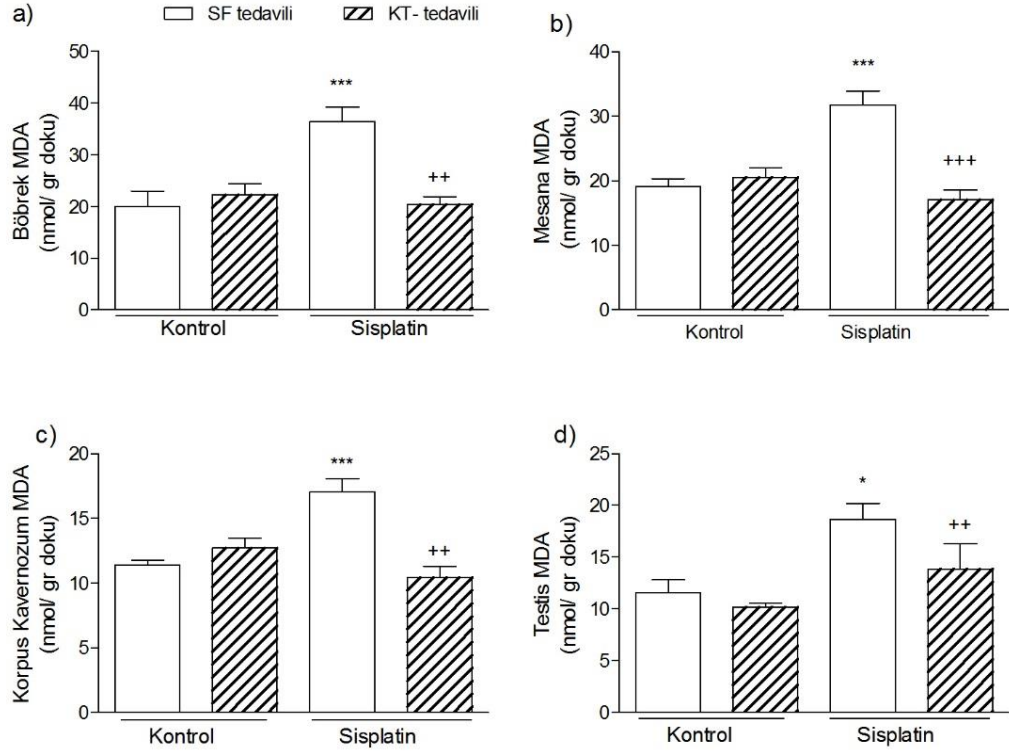 a)
SF tedavili
KT- tedavili
Böbrek MDA
(nmol/ gr doku)
50
40
30
20
10
0
***
++
Kontrol
Sisplatin
b)
Mesana MDA
(nmol/ gr doku)
40
30
20
10
0
***
+++
Kontrol
Sisplatin
c)
Korpus Kavernozum MDA
(nmol/ gr doku)
20
15
10
5
0
***
++
Kontrol
Sisplatin
d)
Testis MDA
(nmol/ gr doku)
25
20
15
10
5
0
*
++
Kontrol
Sisplatin